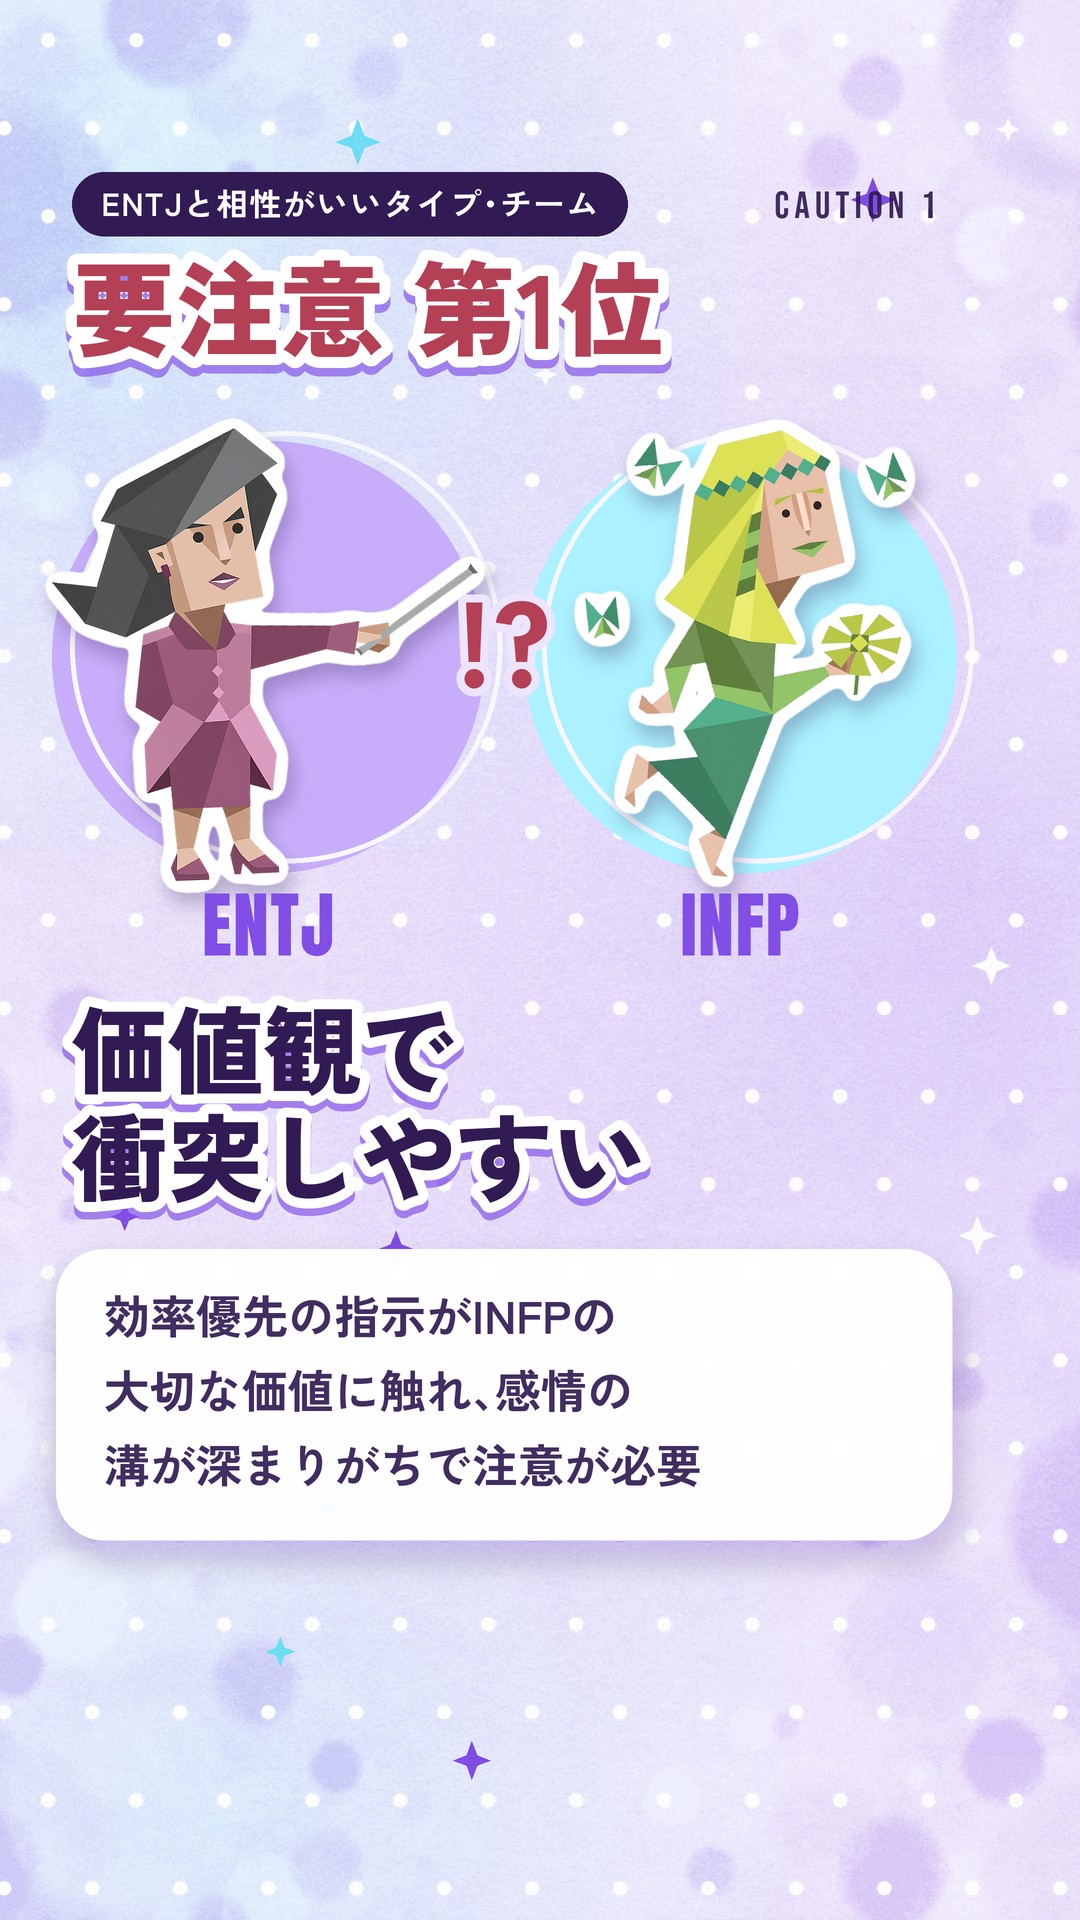 ENTJと相性がいいタイプ・チーム
CAUTION 1
要注意 第1位
!?
ENTJ
INFP
価値観で
衝突しやすい
効率優先の指示がINFPの
大切な価値に触れ、感情の
溝が深まりがちで注意が必要